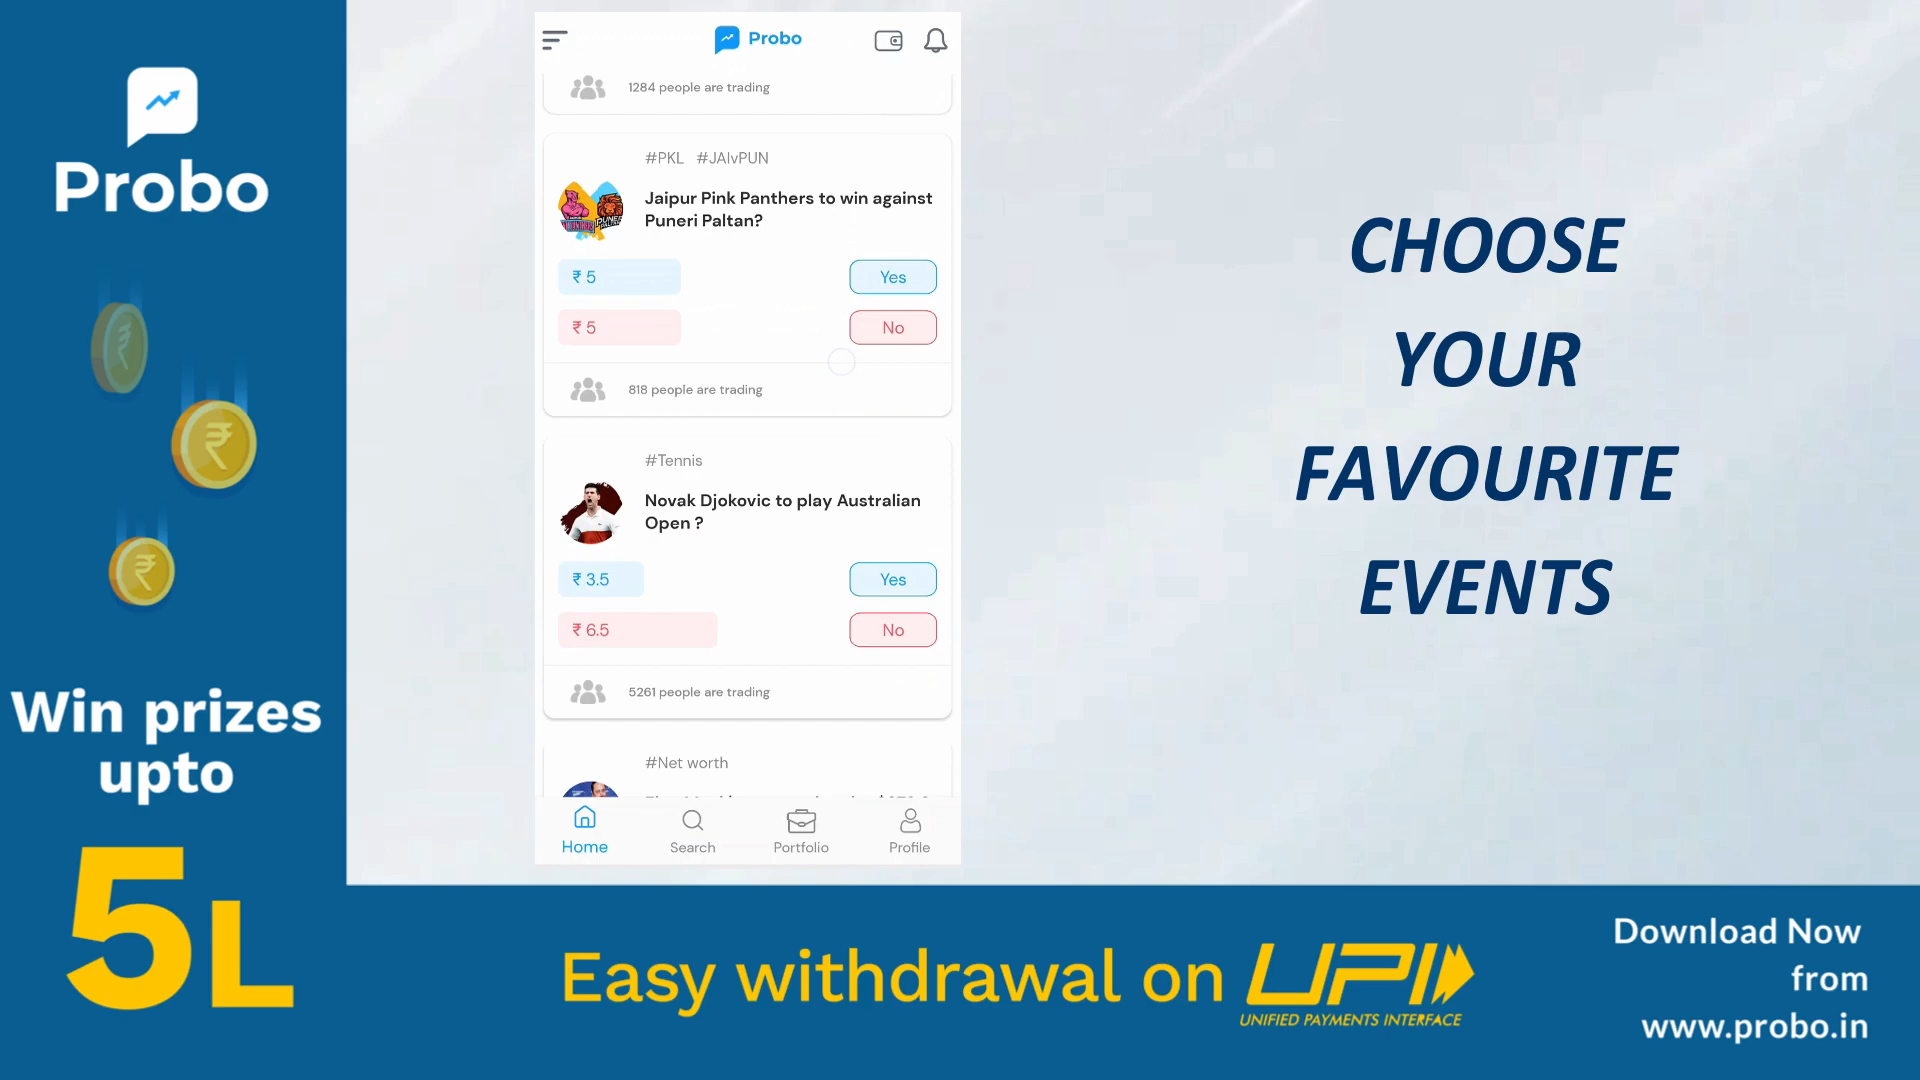 Probo
Win prizes
upto
5L
Probo
1284 people are trading
#PKL #JAIvPUN
Jaipur Pink Panthers to win against
Puneri Paltan?
₹ 5
Yes
₹ 5
No
818 people are trading
#Tennis
Novak Djokovic to play Australian
Open ?
₹ 3.5
Yes
₹ 6.5
No
5261 people are trading
#Net worth
Home
Search
Portfolio
Profile
CHOOSE
YOUR
FAVOURITE
EVENTS
Easy withdrawal on UPI
UNIFIED PAYMENTS INTERFACE
Download Now
from
www.probo.in